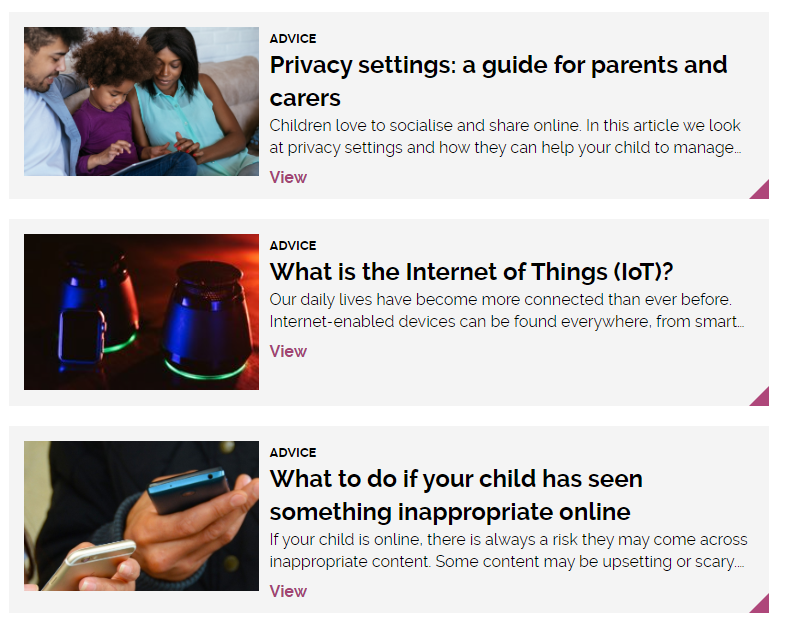 ADVICE
Privacy settings: a guide for parents and
carers
Children love to socialise and share online. In this article we look
at privacy settings and how they can help your child to manage...
View
ADVICE
What is the Internet of Things (IoT)?
Our daily lives have become more connected than ever before.
Internet-enabled devices can be found everywhere, from smart...
View
ADVICE
What to do if your child has seen
something inappropriate online
If your child is online, there is always a risk they may come across
inappropriate content. Some content may be upsetting or scary....
View